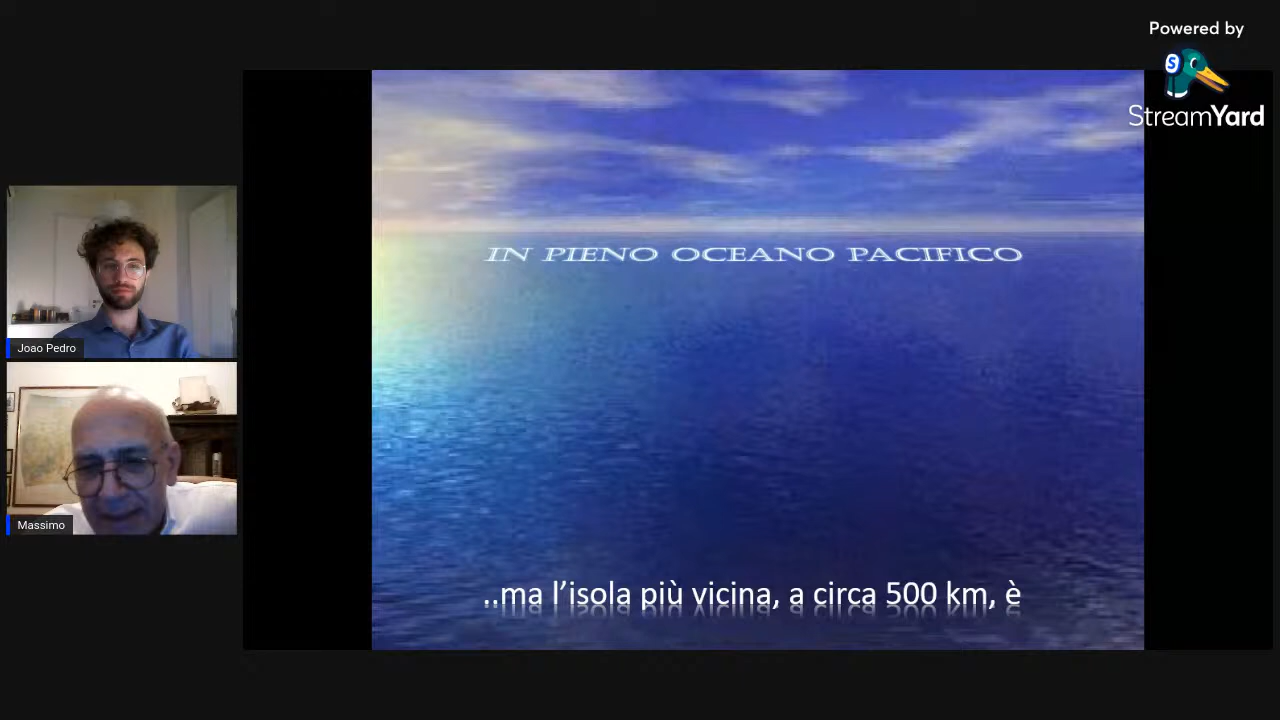 Powered by
S
StreamYard
IN PIENO OCEANO PACIFICO
Joao Pedro
Massimo
..ma l’isola più vicina, a circa 500 km, è